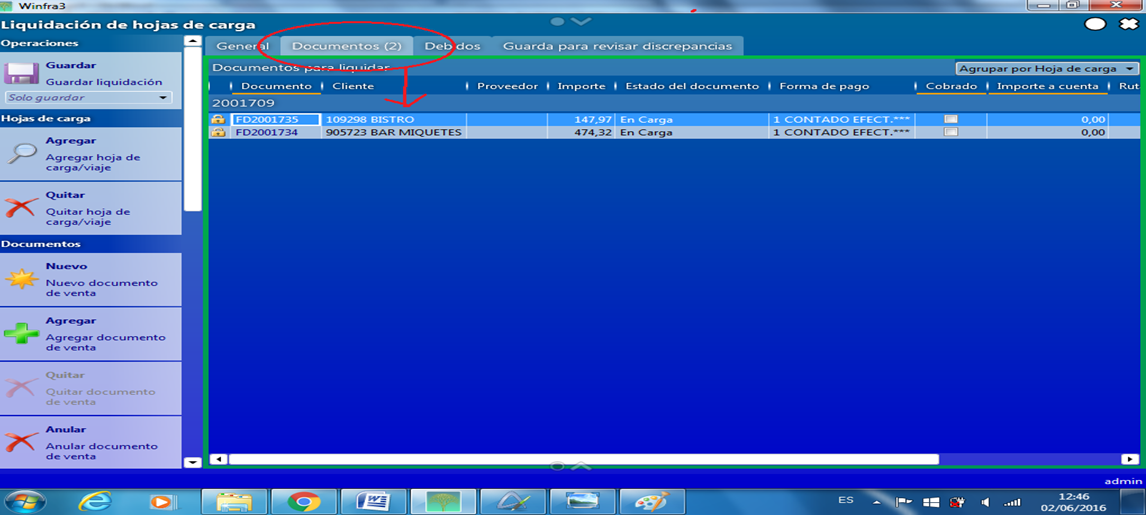 Winfra3
Liquidación de hojas de carga
Operaciones
Guardar
Guardar liquidación
Solo guardar
Hojas de carga
Agregar
Agregar hoja de
carga/viaje
Quitar
Quitar hoja de
carga/viaje
Documentos
Nuevo
Nuevo documento
de venta
Agregar
Agregar documento
de venta
Quitar
Quitar documento
de venta
Anular
Anular documento
de venta
General Documentos (2) Debidos Guarda para revisar discrepancias
Documentos para liquidar Agrupar por Hoja de carga
Documento Cliente Proveedor Importe Estado del documento Forma de pago Cobrado Importe a cuenta Rut
2001709
FD2001735 109298 BISTRO 147,97 En Carga 1 CONTADO EFECT.*** 0,00
FD2001734 905723 BAR MIQUETES 474,32 En Carga 1 CONTADO EFECT.*** 0,00
admin
ES 12:46
02/06/2016